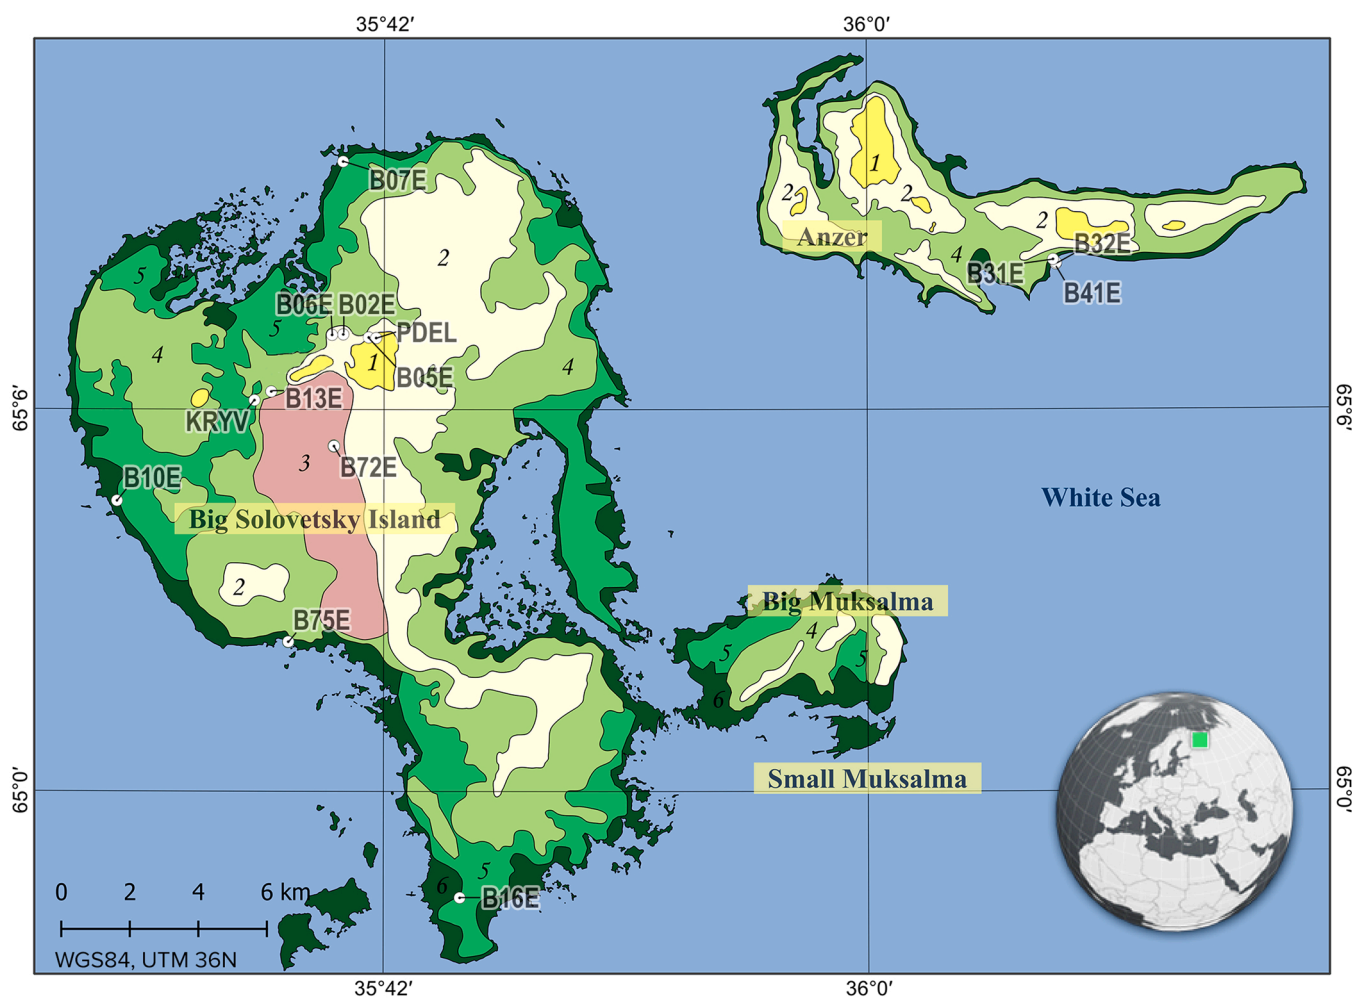 35°42′
36°0′
B07E
1
2
2
2
Anzer
4
B32E
B31E
B41E
2
5
B06E
B02E
5
PDEL
4
1
B05E
4
B13E
KRYV
65°6′
65°6′
3
B72E
B10E
Big Solovetsky Island
White Sea
2
B75E
Big Muksalma
4
5
5
6
Small Muksalma
65°0′
65°0′
5
6
B16E
0 2 4 6 km
WGS84, UTM 36N
35°42′
36°0′